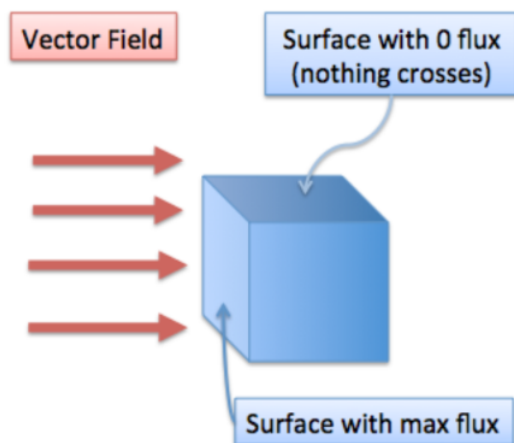 Vector Field
Surface with 0 flux
(nothing crosses)
Surface with max flux